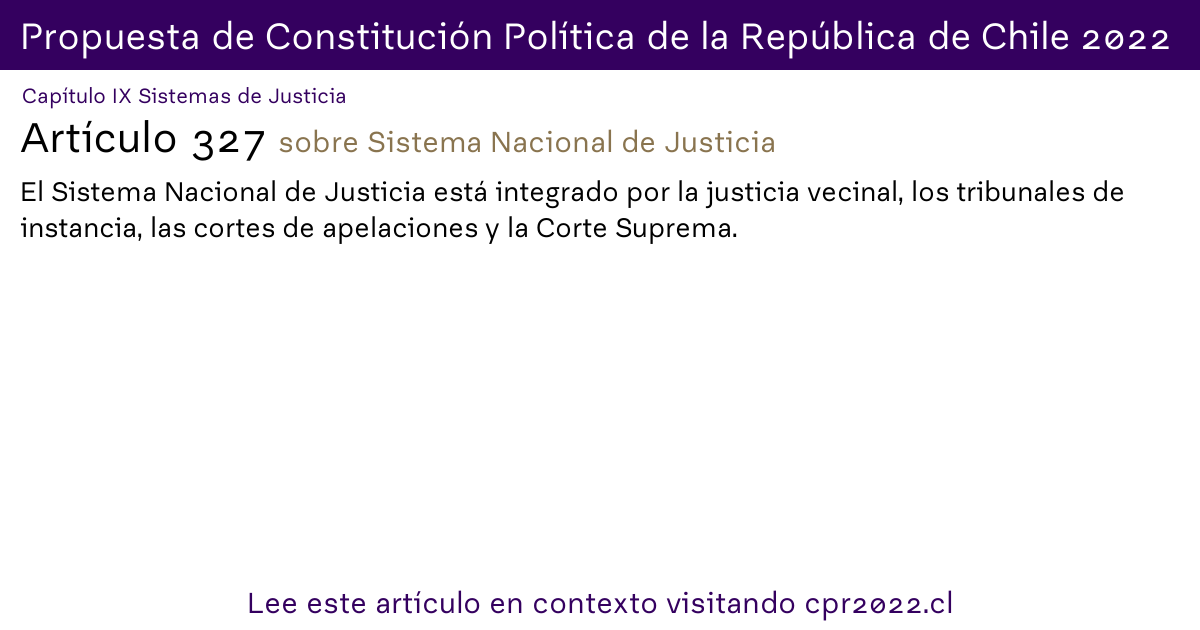 Propuesta de Constitución Política de la República de Chile 2022
Capítulo IX Sistemas de Justicia
Artículo 327 sobre Sistema Nacional de Justicia
El Sistema Nacional de Justicia está integrado por la justicia vecinal, los tribunales de
instancia, las cortes de apelaciones y la Corte Suprema.
Lee este artículo en contexto visitando cpr2022.cl